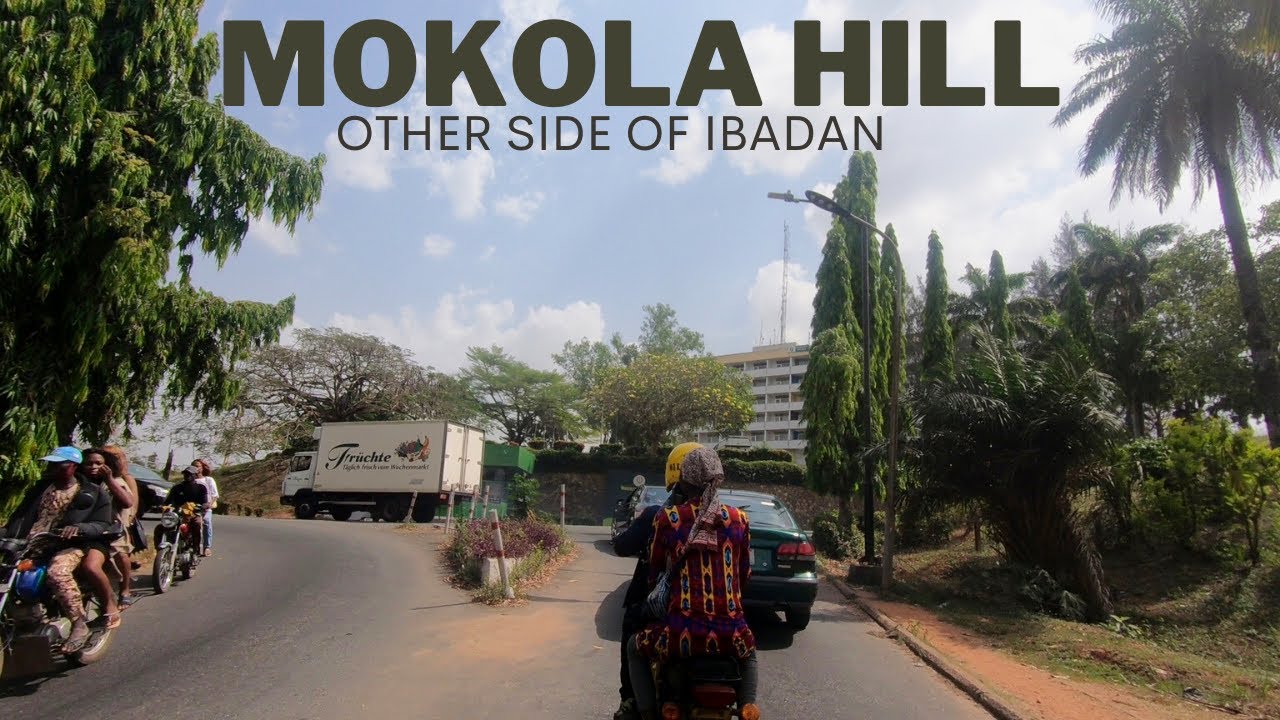 MOKOLA HILL
OTHER SIDE OF IBADAN
Früchte
Täglich frisch vom Wochenmarkt